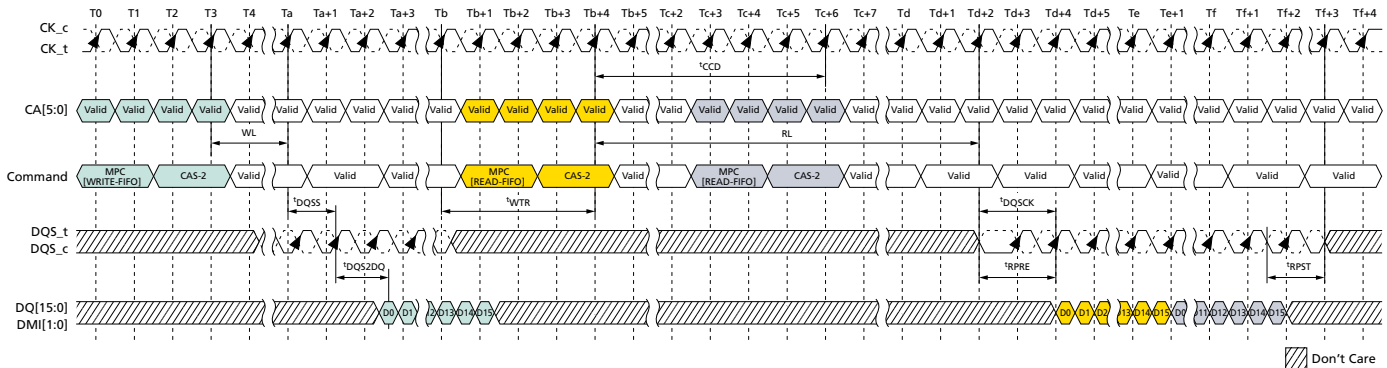 T0 T1 T2 T3 T4 Ta Ta+1 Ta+2 Ta+3 Tb Tb+1 Tb+2 Tb+3 Tb+4 Tb+5 Tc+2 Tc+3 Tc+4 Tc+5 Tc+6 Tc+7 Td Td+1 Td+2 Td+3 Td+4 Td+5 Te Te+1 Tf Tf+1 Tf+2 Tf+3 Tf+4
CK_c
CK_t
tCCD
CA[5:0] Valid Valid Valid Valid Valid Valid Valid Valid Valid Valid Valid Valid Valid Valid Valid Valid Valid Valid Valid Valid Valid Valid Valid Valid Valid Valid Valid Valid Valid Valid Valid Valid Valid Valid
WL RL
Command MPC [WRITE-FIFO] CAS-2 Valid Valid Valid Valid MPC [READ-FIFO] CAS-2 Valid MPC [READ-FIFO] CAS-2 Valid Valid Valid Valid Valid Valid Valid
tDQSS tWTR tDQSCK
DQS_t
DQS_c
tDQS2DQ tRPRE tRPST
DQ[15:0]
DMI[1:0]
D0 D1 D13 D14 D15 D0 D1 D2 D14 D15 D0 D12 D13 D14 D15
Don't Care